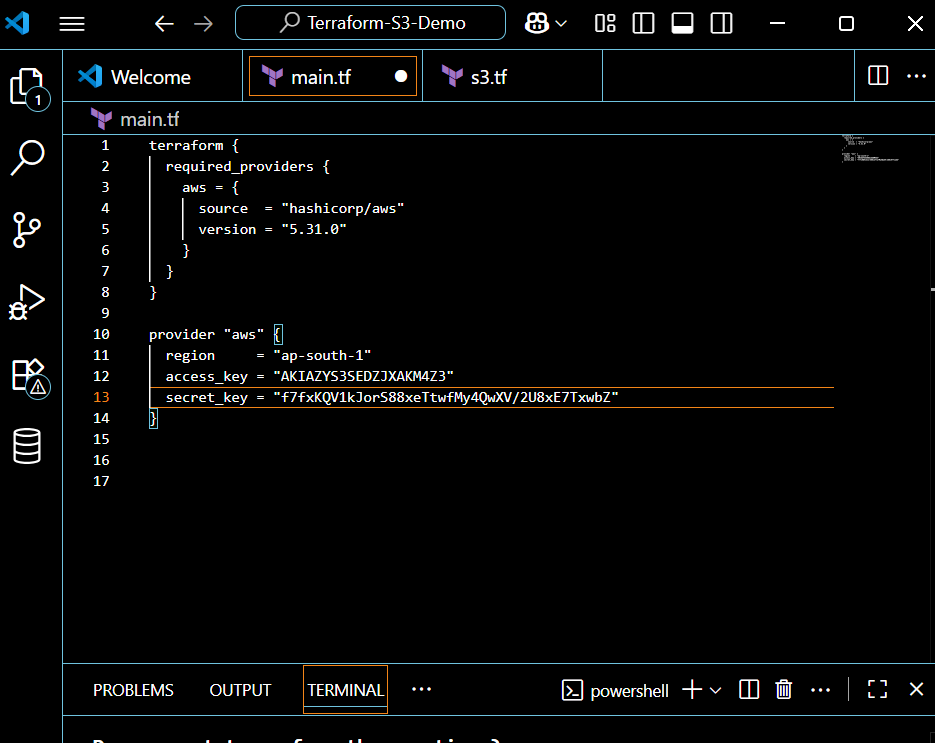 Terraform-S3-Demo
Welcome
main.tf
s3.tf
1
main.tf
1 terraform {
2 required_providers {
3 aws = {
4 source = "hashicorp/aws"
5 version = "5.31.0"
6 }
7 }
8 }
9
10 provider "aws" {
11 region = "ap-south-1"
12 access_key = "AKIAZYS3SEDZJXAKM4Z3"
13 secret_key = "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"
14 }
15
16
17
PROBLEMS OUTPUT TERMINAL ··· powershell